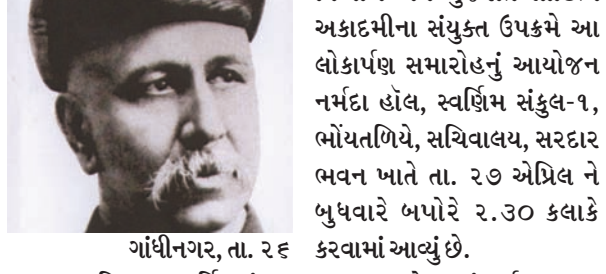 ગાંધીનગર, તા. ૨૬
અકાદમીના સંયુક્ત ઉપક્રમે આ
લોકાર્પણ સમારોહનું આયોજન
નર્મદા હૉલ, સ્વર્ણિમ સંકુલ-૧,
ભોંયતળિયે, સચિવાલય, સરદાર
ભવન ખાતે તા. ૨૭ એપ્રિલ ને
બુધવારે બપોરે ૨.૩૦ કલાકે
કરવામાં આવ્યું છે.